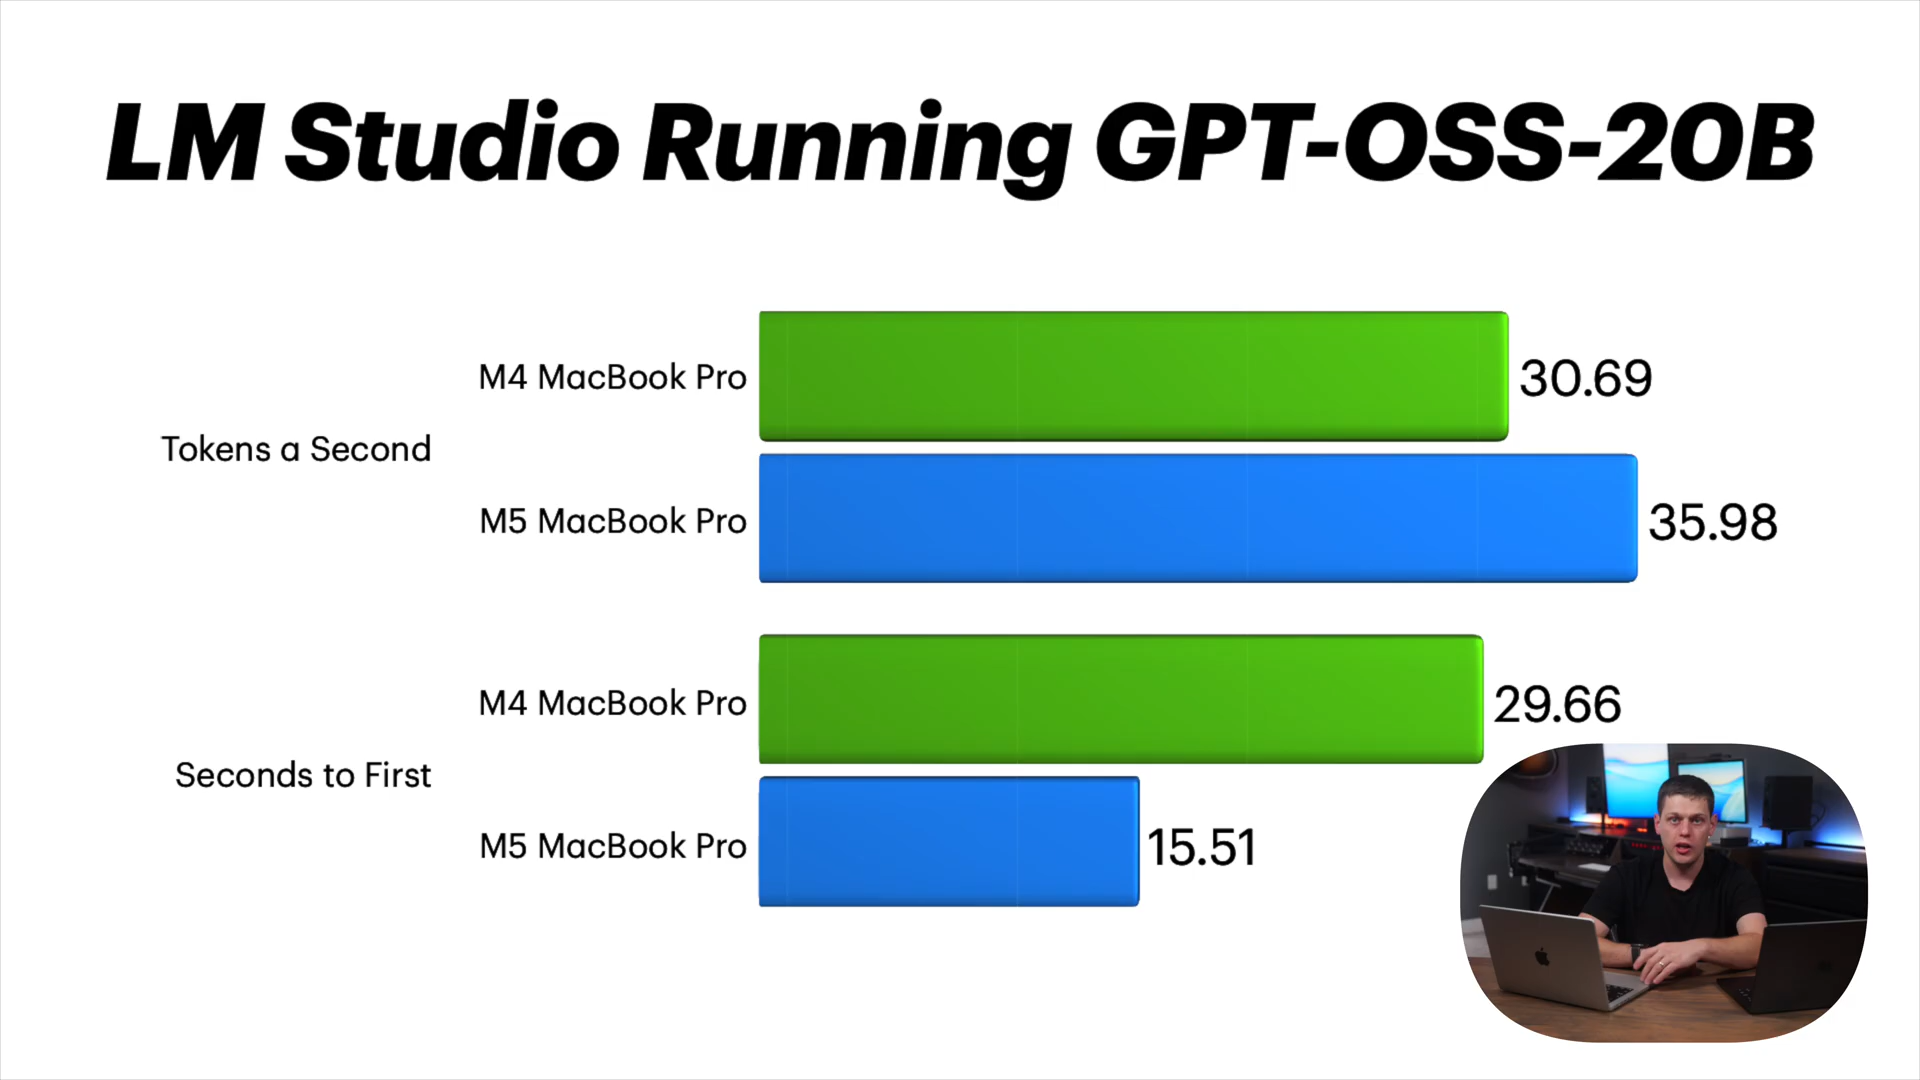 LM Studio Running GPT-OSS-20B
M4 MacBook Pro
30.69
Tokens a Second
M5 MacBook Pro
35.98
M4 MacBook Pro
29.66
Seconds to First
M5 MacBook Pro
15.51